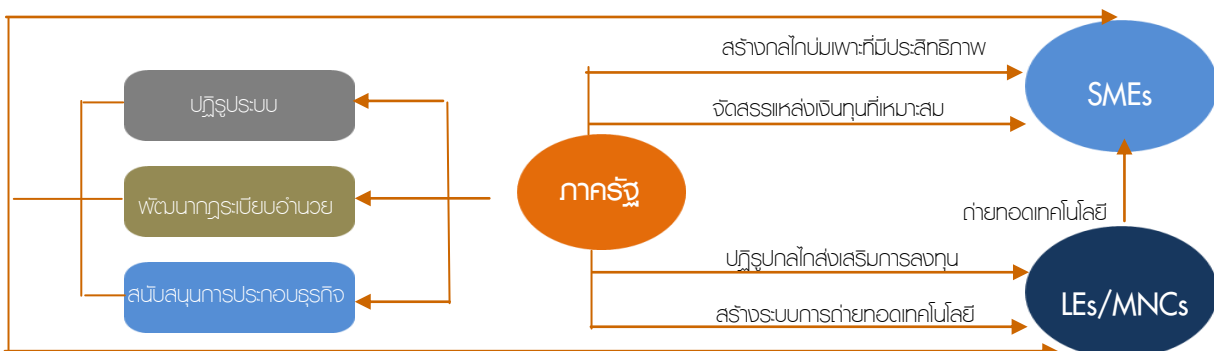 สร้างกลไกบ่มเพาะที่มีประสิทธิภาพ
SMEs
ปฏิรูประบบ
จัดสรรแหล่งเงินทุนที่เหมาะสม
ภาครัฐ
พัฒนากฎระเบียบอำนวย
ถ่ายทอดเทคโนโลยี
ปฏิรูปกลไกส่งเสริมการลงทุน
สนับสนุนการประกอบธุรกิจ
สร้างระบบการถ่ายทอดเทคโนโลยี
LEs/MNCs